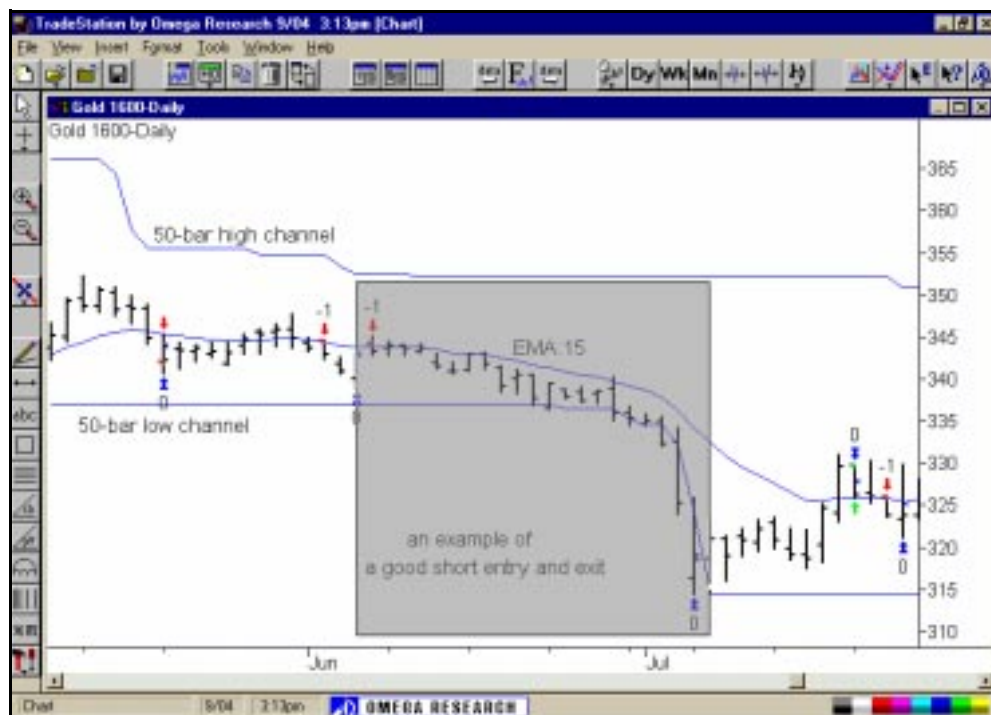 TradeStation by Omega Research 9/04 3:13pm [Chart]
File View Insert Format Tools Window Help
Dy Wk Mn
Gold 1600-Daily
Gold 1600-Daily
365
360
50-bar high channel
355
350
-1
-1
345
EMA.15
340
0
0
50-bar low channel
335
0
330
-1
325
an example of
a good short entry and exit
320
0
315
0
310
Jun
Jul
abc
Chart
9/04
3:13pm
OMEGA RESEARCH